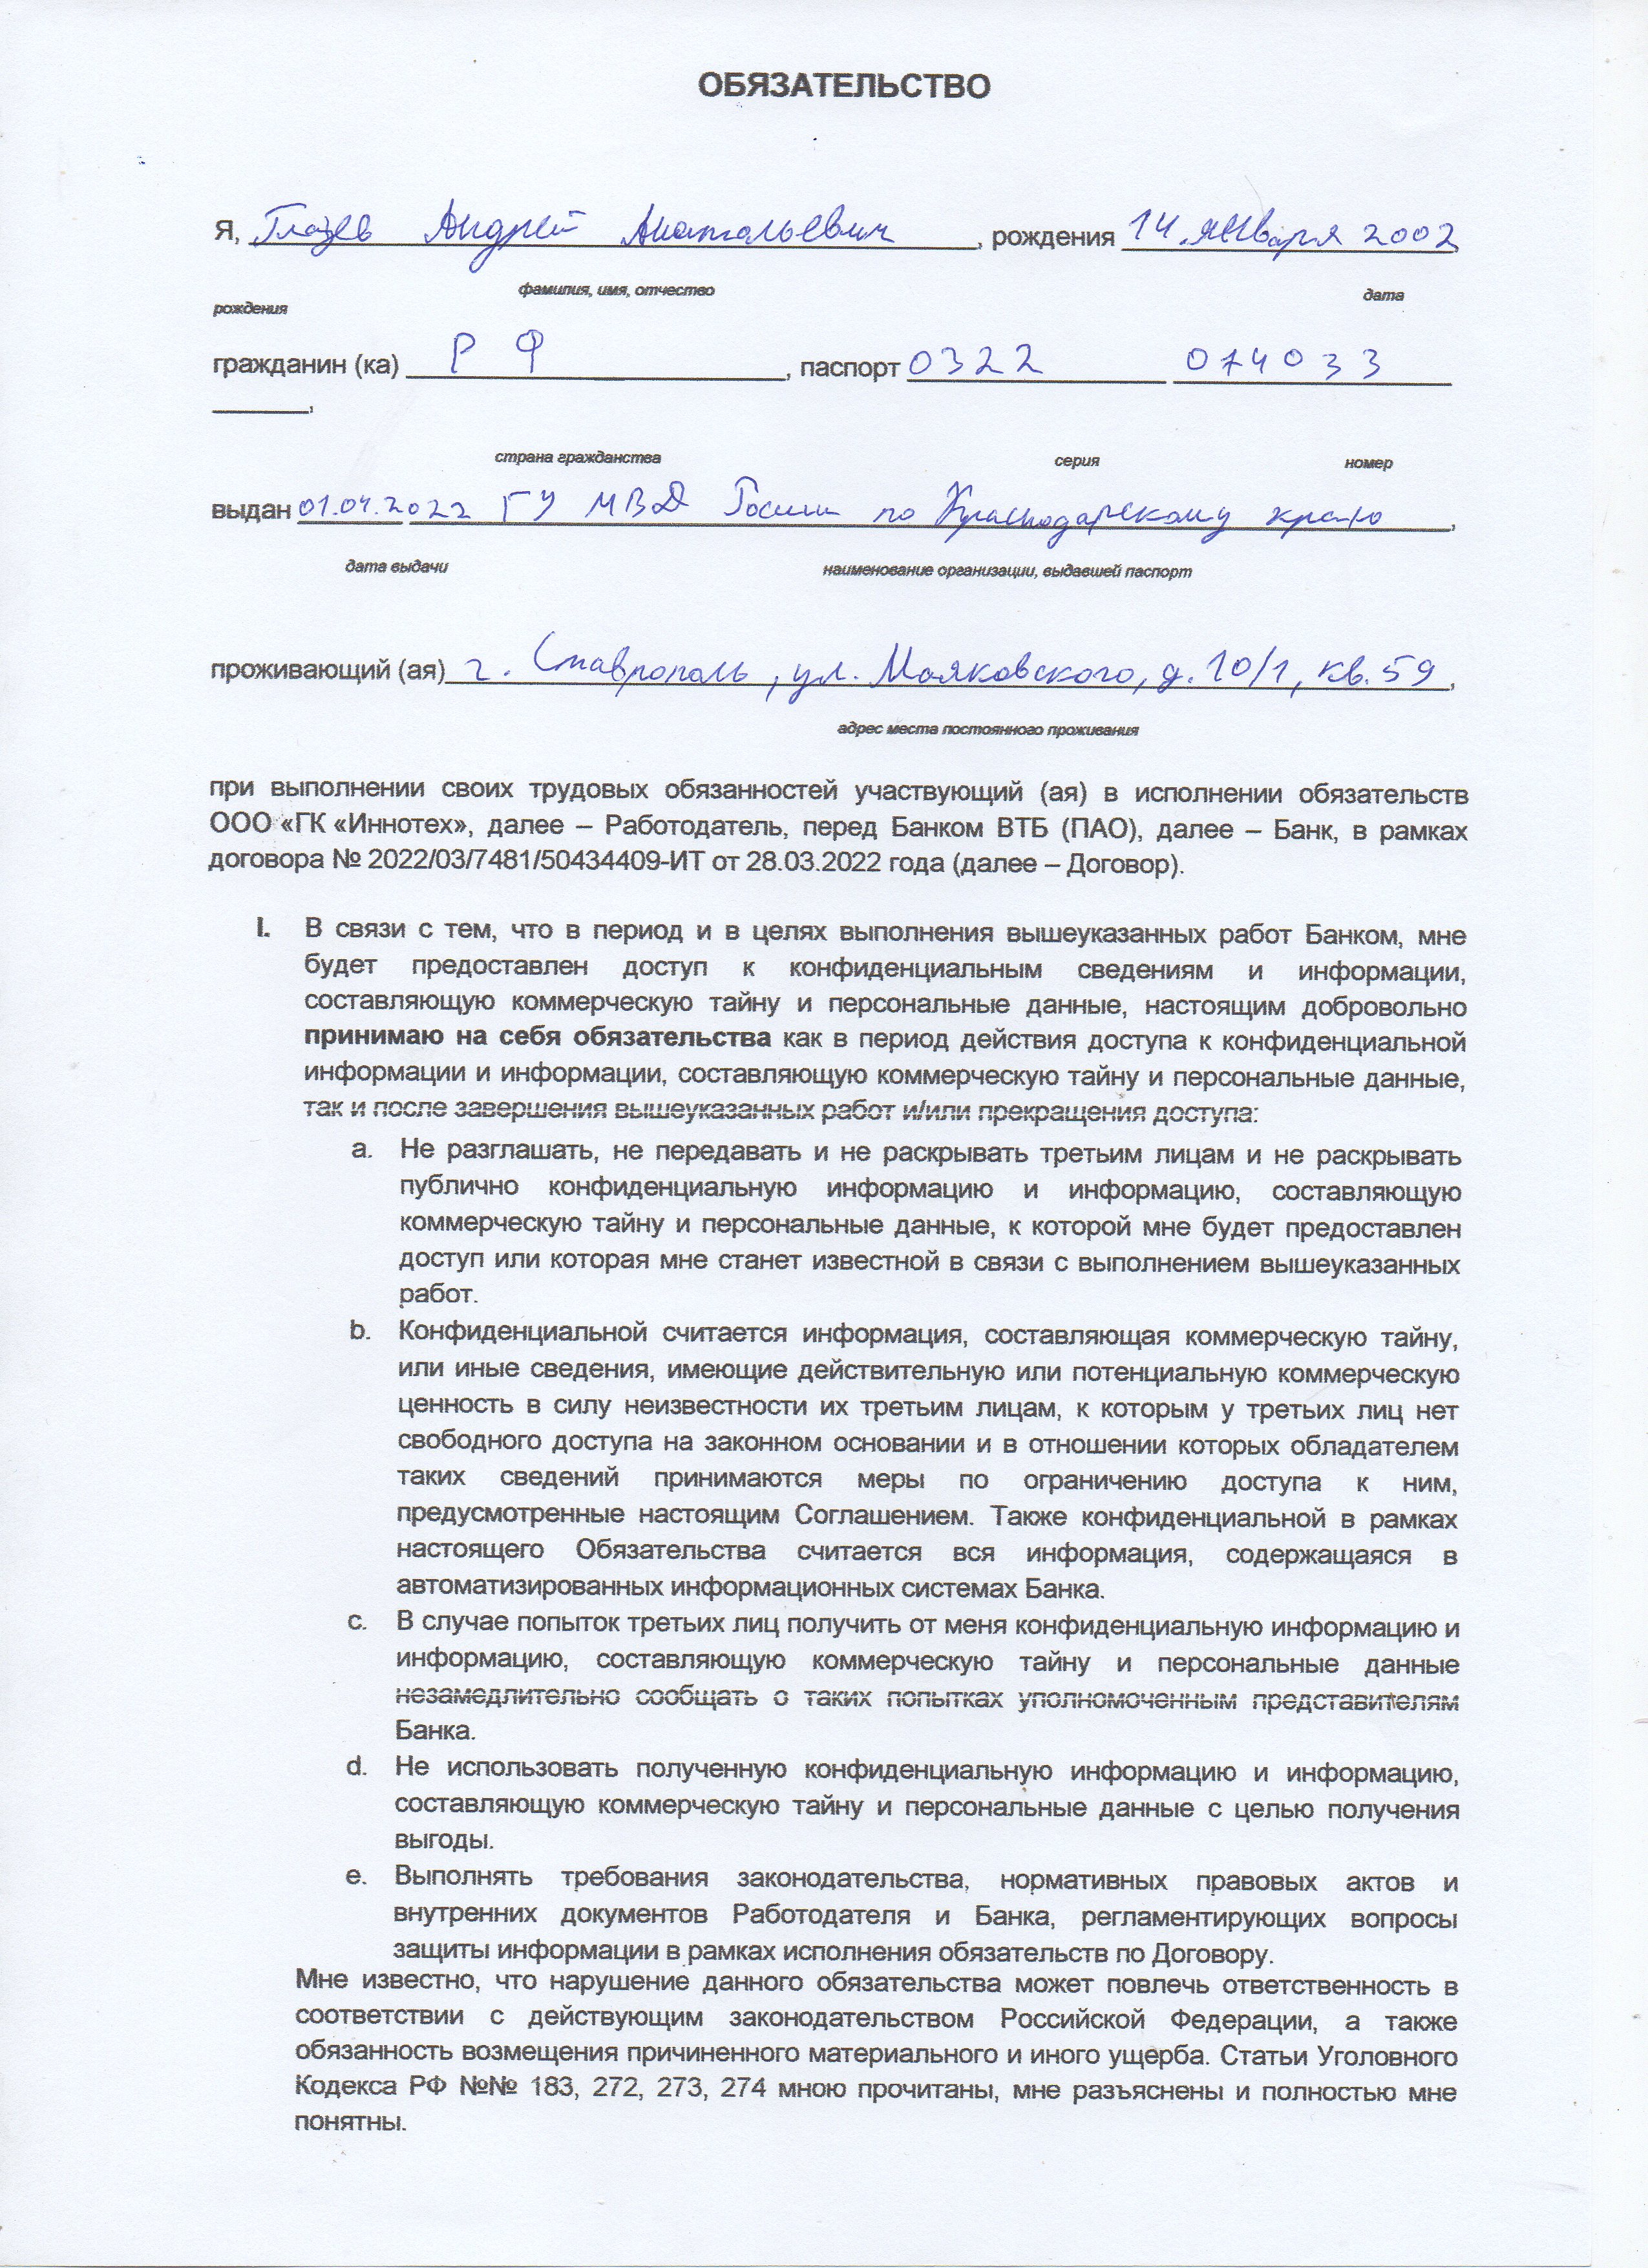 ОБЯЗАТЕЛЬСТВО
Я, Глазев Андрей Анатольевич, рождения 14 января 2002,
фамилия, имя, отчество дата
рождения
гражданин (ка) РФ, паспорт 0322 074033
,
страна гражданства серия номер
выдан 01.04.2022 ГУ МВД России по Краснодарскому краю,
дата выдачи наименование организации, выдавшей паспорт
проживающий (ая) г. Ставрополь, ул. Маяковского, д. 10/1, кв. 59,
адрес места постоянного проживания
при выполнении своих трудовых обязанностей участвующий (ая) в исполнении обязательств
ООО «ГК «Иннотех», далее – Работодатель, перед Банком ВТБ (ПАО), далее – Банк, в рамках
договора № 2022/03/7481/50434409-ИТ от 28.03.2022 года (далее – Договор).
I. В связи с тем, что в период и в целях выполнения вышеуказанных работ Банком, мне
будет предоставлен доступ к конфиденциальным сведениям и информации,
составляющую коммерческую тайну и персональные данные, настоящим добровольно
принимаю на себя обязательства как в период действия доступа к конфиденциальной
информации и информации, составляющую коммерческую тайну и персональные данные,
так и после завершения вышеуказанных работ и/или прекращения доступа:
a. Не разглашать, не передавать и не раскрывать третьим лицам и не раскрывать
публично конфиденциальную информацию и информацию, составляющую
коммерческую тайну и персональные данные, к которой мне будет предоставлен
доступ или которая мне станет известной в связи с выполнением вышеуказанных
работ.
b. Конфиденциальной считается информация, составляющая коммерческую тайну,
или иные сведения, имеющие действительную или потенциальную коммерческую
ценность в силу неизвестности их третьим лицам, к которым у третьих лиц нет
свободного доступа на законном основании и в отношении которых обладателем
таких сведений принимаются меры по ограничению доступа к ним,
предусмотренные настоящим Соглашением. Также конфиденциальной в рамках
настоящего Обязательства считается вся информация, содержащаяся в
автоматизированных информационных системах Банка.
c. В случае попыток третьих лиц получить от меня конфиденциальную информацию и
информацию, составляющую коммерческую тайну и персональные данные
незамедлительно сообщать о таких попытках уполномоченным представителям
Банка.
d. Не использовать полученную конфиденциальную информацию и информацию,
составляющую коммерческую тайну и персональные данные с целью получения
выгоды.
e. Выполнять требования законодательства, нормативных правовых актов и
внутренних документов Работодателя и Банка, регламентирующих вопросы
защиты информации в рамках исполнения обязательств по Договору.
Мне известно, что нарушение данного обязательства может повлечь ответственность в
соответствии с действующим законодательством Российской Федерации, а также
обязанность возмещения причиненного материального и иного ущерба. Статьи Уголовного
Кодекса РФ №№ 183, 272, 273, 274 мною прочитаны, мне разъяснены и полностью мне
понятны.